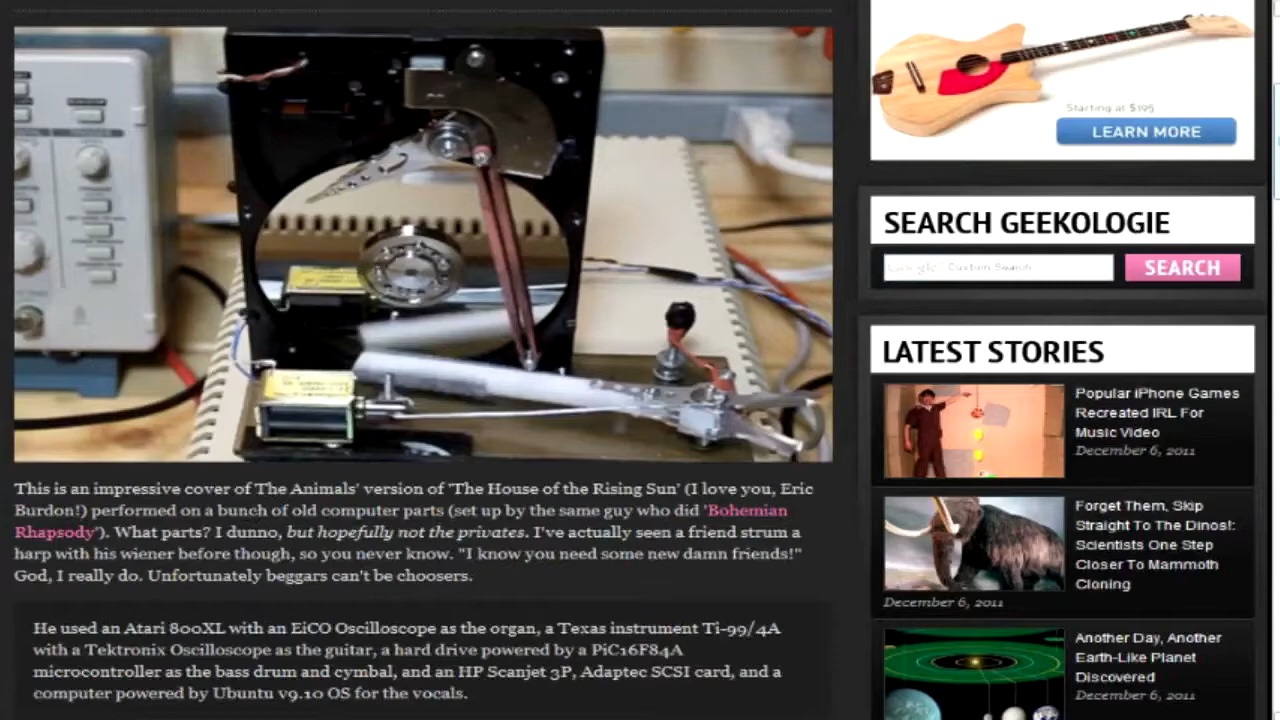 Starting at $195
LEARN MORE
SEARCH GEEKOLOGIE
Google™ Custom Search
SEARCH
LATEST STORIES
Popular iPhone Games
Recreated IRL For
Music Video
December 6, 2011
Forget Them, Skip
Straight To The Dinos!:
Scientists One Step
Closer To Mammoth
Cloning
December 6, 2011
Another Day, Another
Earth-Like Planet
Discovered
December 6, 2011
This is an impressive cover of The Animals' version of 'The House of the Rising Sun' (I love you, Eric
Burdon!) performed on a bunch of old computer parts (set up by the same guy who did 'Bohemian
Rhapsody'). What parts? I dunno, but hopefully not the privates. I've actually seen a friend strum a
harp with his wiener before though, so you never know. "I know you need some new damn friends!"
God, I really do. Unfortunately beggars can't be choosers.
He used an Atari 800XL with an EiCO Oscilloscope as the organ, a Texas instrument Ti-99/4A
with a Tektronix Oscilloscope as the guitar, a hard drive powered by a PiC16F84A
microcontroller as the bass drum and cymbal, and an HP Scanjet 3P, Adaptec SCSI card, and a
computer powered by Ubuntu v9.10 OS for the vocals.